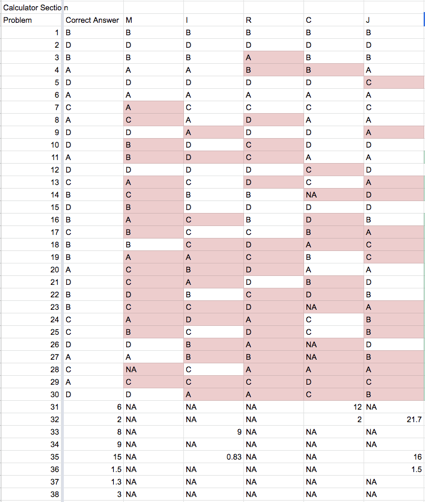 Calculator Section
Problem Correct Answer M I R C J
1 B B B B B B
2 D D D D D D
3 B B B A B B
4 A A A B B A
5 D D D D D C
6 A A A A A A
7 C A C C C C
8 A C A D A A
9 D D A D D A
10 D B D C D D
11 A B D C A A
12 D D D D C D
13 C A C D C A
14 B C B B NA D
15 D B D D D D
16 B A C B D B
17 C B C C B A
18 B B C D A C
19 B A A C B C
20 A C B D A A
21 D C A D B D
22 B D B C D B
23 B C C D NA A
24 C A D A C B
25 C B C D C B
26 D D B A NA D
27 A A B B NA B
28 C NA C A A A
29 A C C C D C
30 D D A A C B
31 6 NA NA NA 12 NA
32 2 NA NA NA 2 21.7
33 8 NA 9 NA NA NA
34 9 NA NA NA NA NA
35 15 NA 0.83 NA NA 16
36 1.5 NA NA NA NA 1.5
37 1.3 NA NA NA NA NA
38 3 NA NA NA NA NA